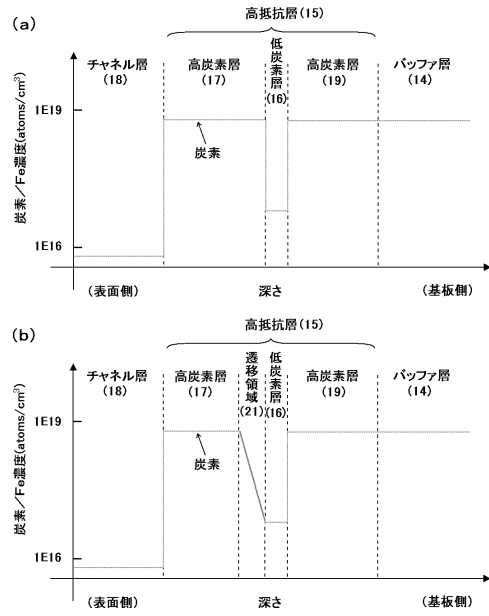 (a)
高抵抗層(15)
チャネル層
(18)
高炭素層
(17)
低炭素層
(16)
高炭素層
(19)
バッファ層
(14)
炭素／Fe濃度(atoms/cm³)
1E19
炭素
1E16
(表面側)
深さ
(基板側)
(b)
高抵抗層(15)
チャネル層
(18)
高炭素層
(17)
遷移領域
(21)
低炭素層
(16)
高炭素層
(19)
バッファ層
(14)
炭素／Fe濃度(atoms/cm³)
1E19
炭素
1E16
(表面側)
深さ
(基板側)